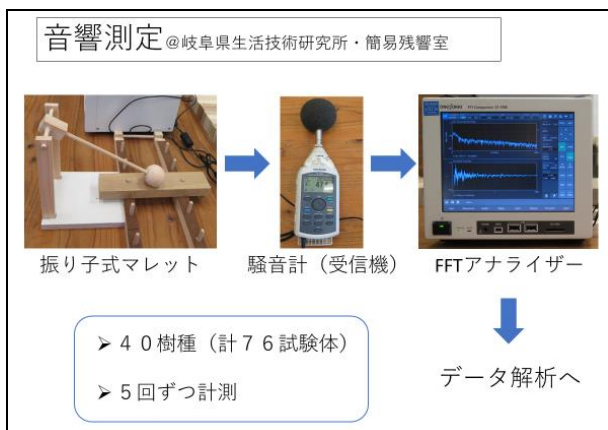 音響測定@岐阜県生活技術研究所・簡易残響室
振り子式マレット
騒音計（受信機）
FFTアナライザー
➢ 4 0樹種（計7 6試験体）
➢ 5回ずつ計測
データ解析へ